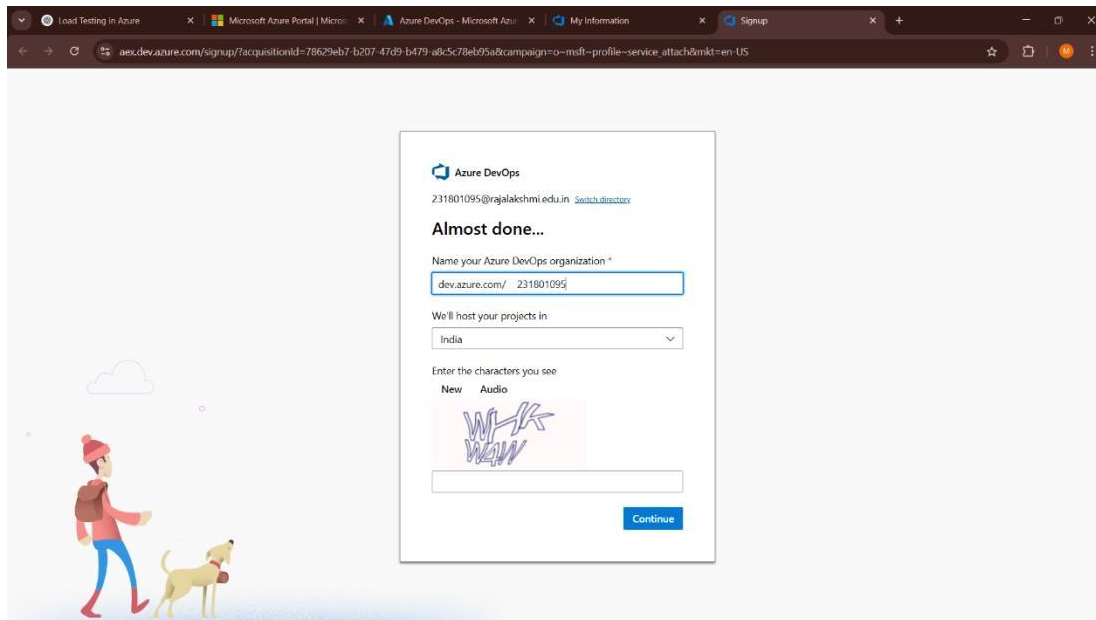 Load Testing in Azure
Microsoft Azure Portal | Micros
Azure DevOps - Microsoft Azur
My Information
Signup
aex.dev.azure.com/signup/?acquisitionId=78629eb7-b207-47d9-b479-a8c5c78eb95a&campaign=o~msft~profile~service_attach&mkt=en-US
M
Azure DevOps
231801095@rajalakshmi.edu.in Switch directory
Almost done...
Name your Azure DevOps organization *
dev.azure.com/ 231801095
We'll host your projects in
India
Enter the characters you see
New Audio
Continue